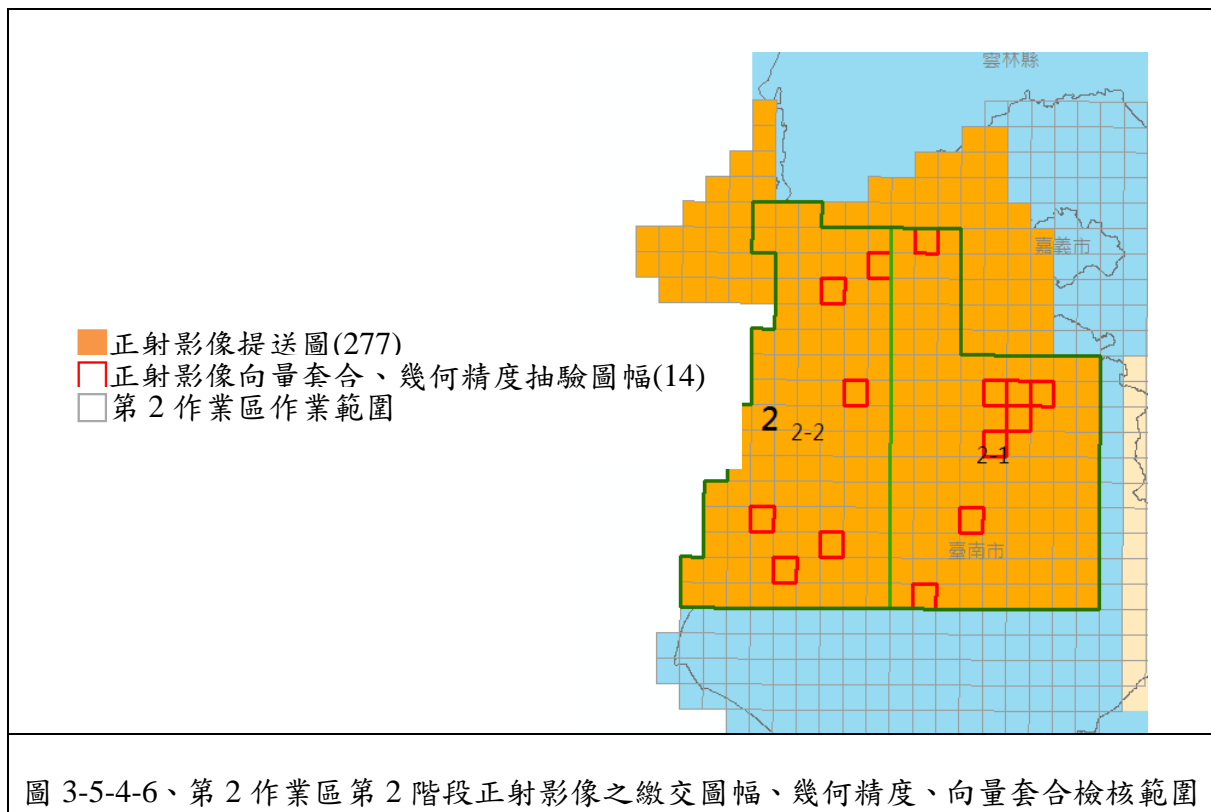 雲林縣
嘉義市
正射影像提送圖(277)
正射影像向量套合、幾何精度抽驗圖幅(14)
第 2 作業區作業範圍
2
2-2
2-1
臺南市
圖 3-5-4-6、第 2 作業區第 2 階段正射影像之繳交圖幅、幾何精度、向量套合檢核範圍